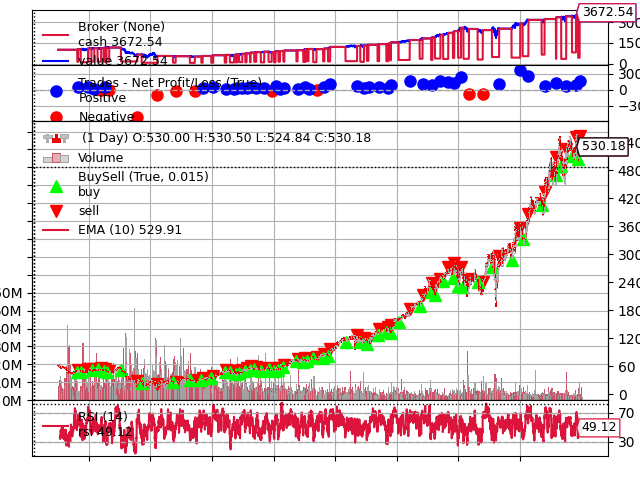 Broker (None)
cash 3672.54
value 3672.54
3672.54
150
0
Trades - Net Profit/Loss (True)
Positive
Negative
300
0
(1 Day) O:530.00 H:530.50 L:524.84 C:530.18
Volume
BuySell (True, 0.015)
buy
sell
EMA (10) 529.91
530.18
480
420
360
300
240
180
120
60
0
0M
RSI (14)
rsi 49.12
70
49.12
30